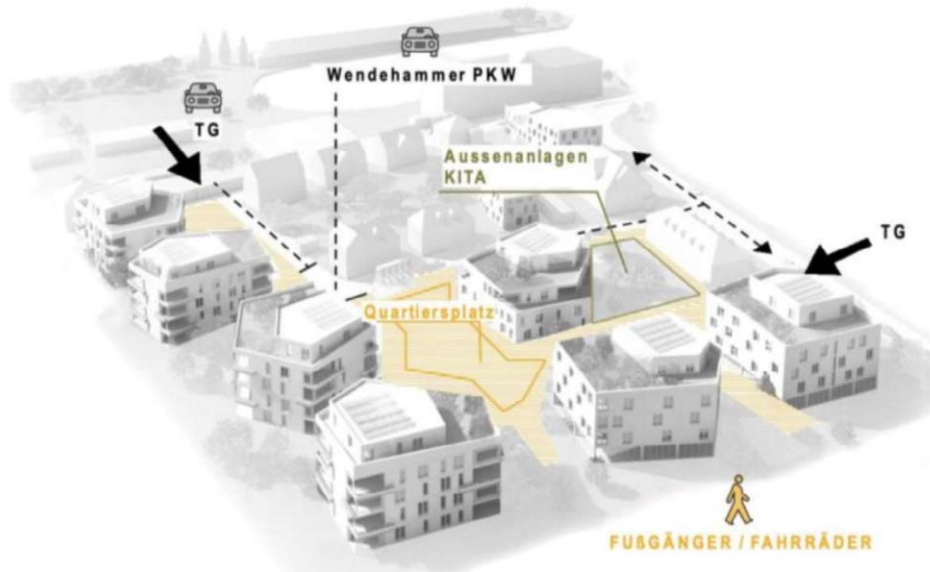 Wendehammer PKW
TG
Aussenanlagen
KITA
TG
Quartiersplatz
FUßGÄNGER / FAHRRÄDER